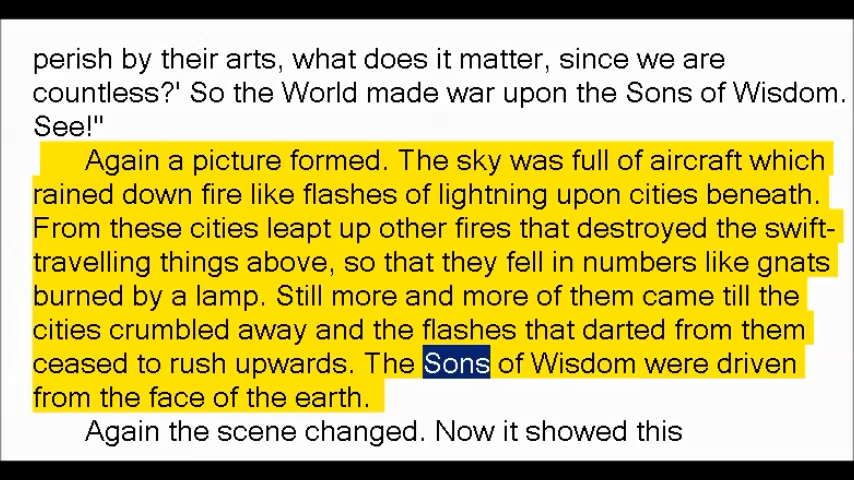 perish by their arts, what does it matter, since we are
countless?' So the World made war upon the Sons of Wisdom.
See!"
Again a picture formed. The sky was full of aircraft which
rained down fire like flashes of lightning upon cities beneath.
From these cities leapt up other fires that destroyed the swift-
travelling things above, so that they fell in numbers like gnats
burned by a lamp. Still more and more of them came till the
cities crumbled away and the flashes that darted from them
ceased to rush upwards. The Sons of Wisdom were driven
from the face of the earth.
Again the scene changed. Now it showed this